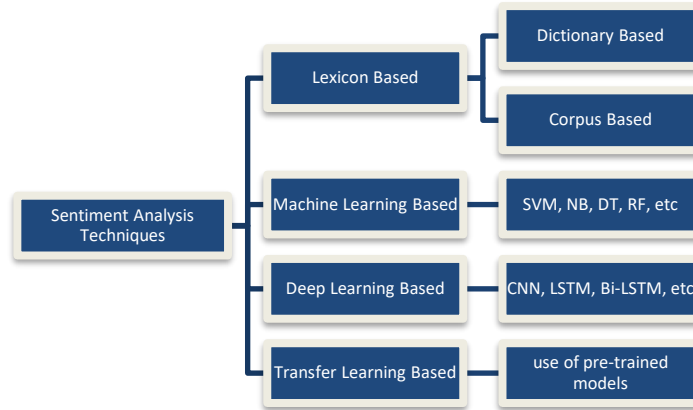 Sentiment Analysis
Techniques
Lexicon Based
Dictionary Based
Corpus Based
Machine Learning Based
SVM, NB, DT, RF, etc
Deep Learning Based
CNN, LSTM, Bi-LSTM, etc
Transfer Learning Based
use of pre-trained
models